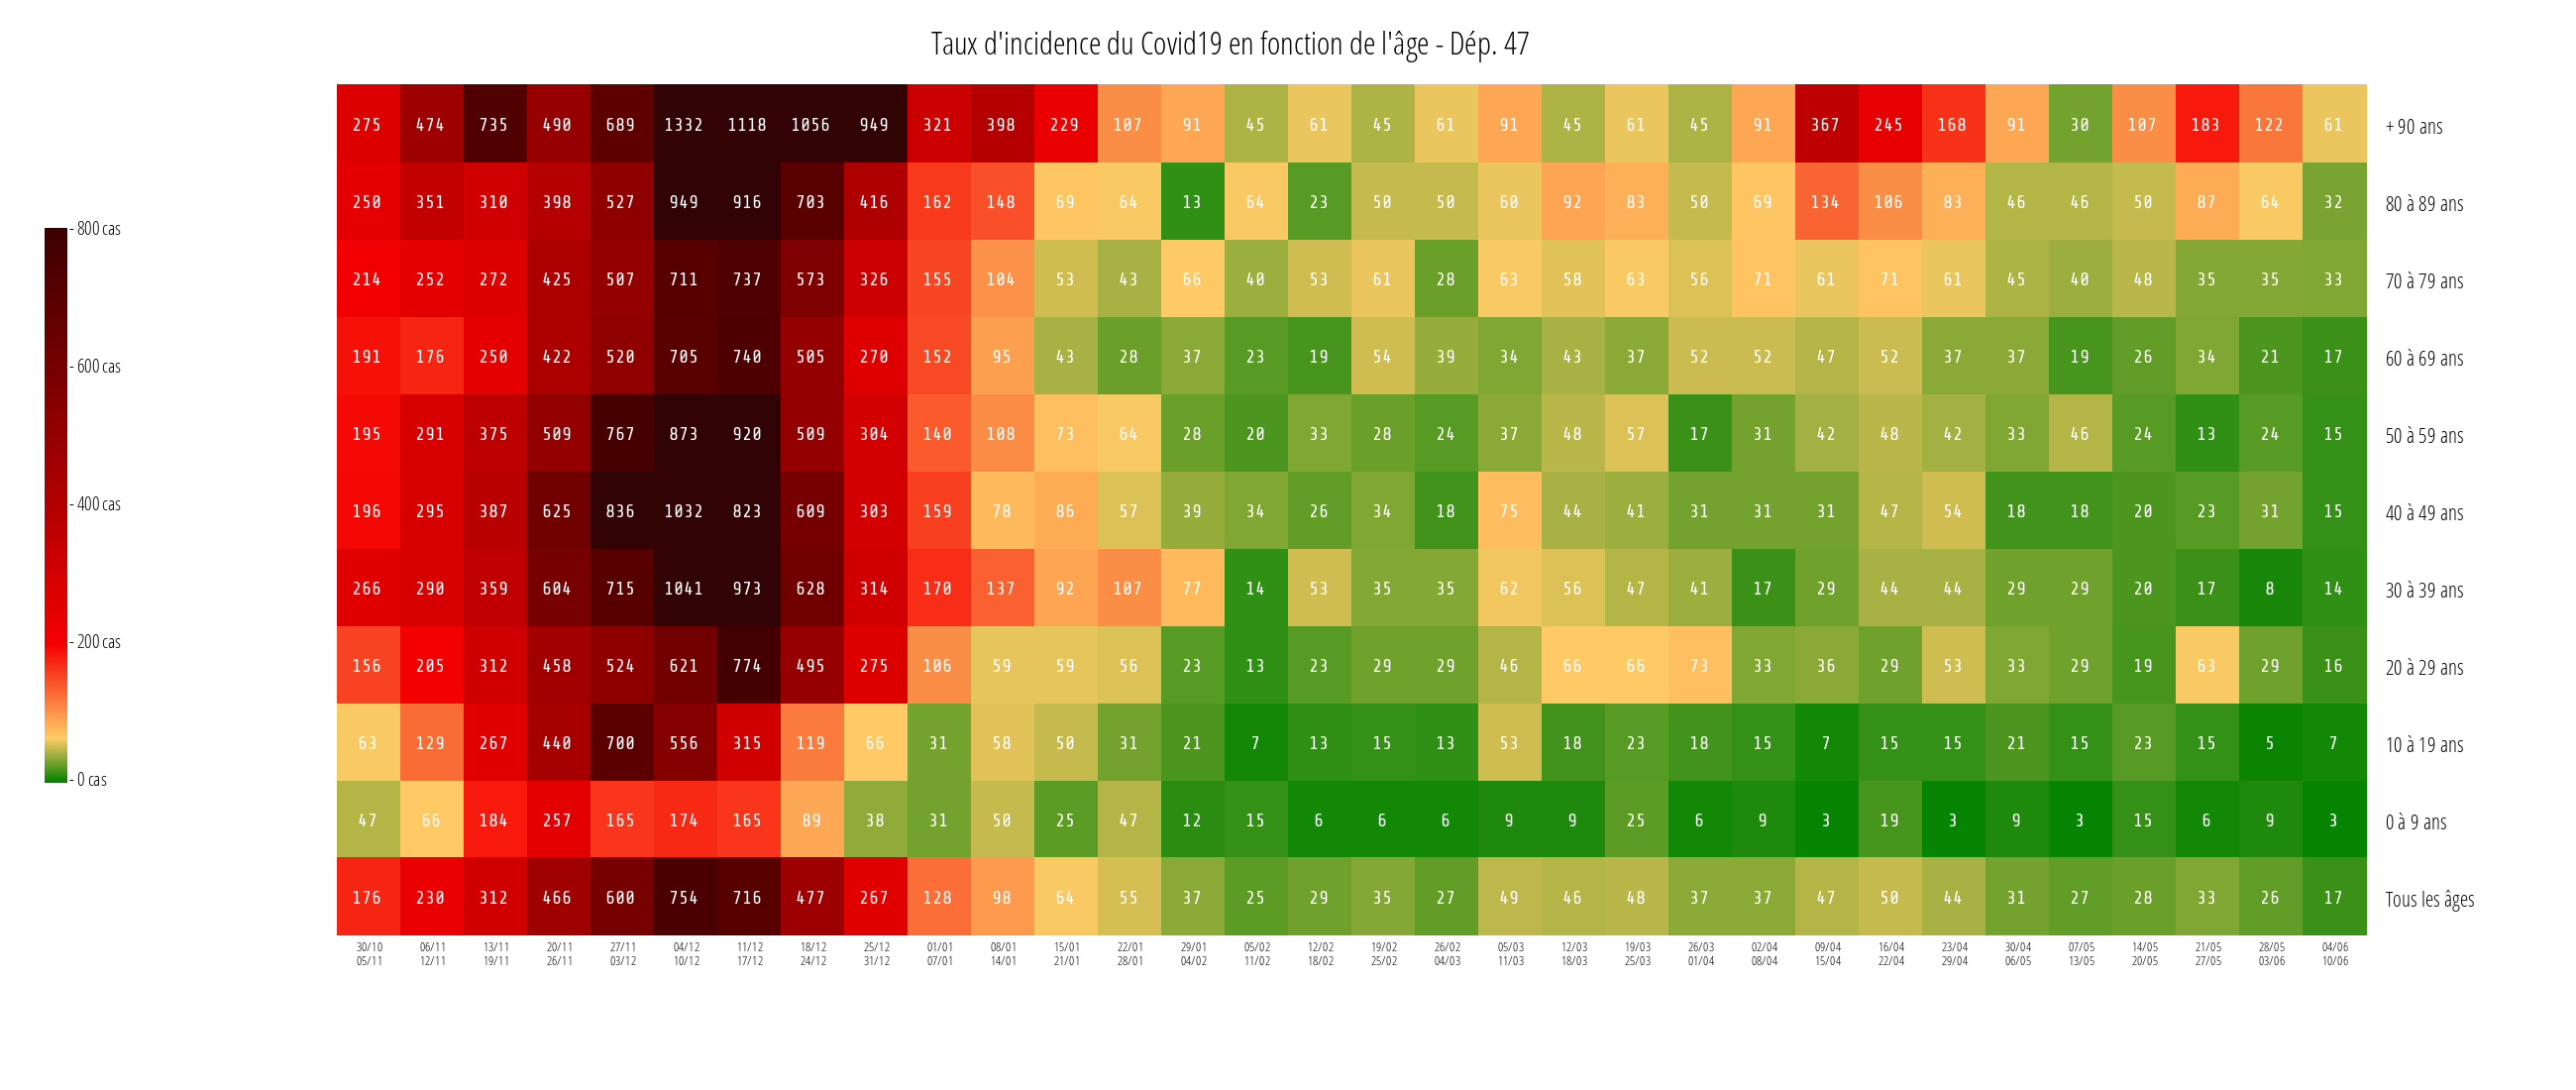 Taux d'incidence du Covid19 en fonction de l'âge - Dép. 47
275 474 735 490 689 1332 1118 1056 949 321 398 229 107 91 45 61 45 61 91 45 61 45 91 367 245 168 91 30 107 183 122 61 + 90 ans
250 351 310 398 527 949 916 703 416 162 148 69 64 13 64 23 50 50 60 92 83 50 69 134 106 83 46 46 50 87 64 32 80 à 89 ans
- 800 cas
214 252 272 425 507 711 737 573 326 155 104 53 43 66 40 53 61 28 63 58 63 56 71 61 71 61 45 40 48 35 35 33 70 à 79 ans
191 176 250 422 520 705 740 505 270 152 95 43 28 37 23 19 54 39 34 43 37 52 52 47 52 37 37 19 26 34 21 17 60 à 69 ans
- 600 cas
195 291 375 509 767 873 920 509 304 140 108 73 64 28 20 33 28 24 37 48 57 17 31 42 48 42 33 46 24 13 24 15 50 à 59 ans
- 400 cas
196 295 387 625 836 1032 823 609 303 159 78 86 57 39 34 26 34 18 75 44 41 31 31 31 47 54 18 18 20 23 31 15 40 à 49 ans
266 290 359 604 715 1041 973 628 314 170 137 92 107 77 14 53 35 35 62 56 47 41 17 29 44 44 29 29 20 17 8 14 30 à 39 ans
- 200 cas
156 205 312 458 524 621 774 495 275 106 59 59 56 23 13 23 29 29 46 66 66 73 33 36 29 53 33 29 19 63 29 16 20 à 29 ans
63 129 267 440 700 556 315 119 66 31 58 50 31 21 7 13 15 13 53 18 23 18 15 7 15 15 21 15 23 15 5 7 10 à 19 ans
- 0 cas
47 66 184 257 165 174 165 89 38 31 50 25 47 12 15 6 6 6 9 9 25 6 9 3 19 3 9 3 15 6 9 3 0 à 9 ans
176 230 312 466 600 754 716 477 267 128 98 64 55 37 25 29 35 27 49 46 48 37 37 47 50 44 31 27 28 33 26 17 Tous les âges
30/10 06/11 13/11 20/11 27/11 04/12 11/12 18/12 25/12 01/01 08/01 15/01 22/01 29/01 05/02 12/02 19/02 26/02 05/03 12/03 19/03 26/03 02/04 09/04 16/04 23/04 30/04 07/05 14/05 21/05 28/05 04/06
05/11 12/11 19/11 26/11 03/12 10/12 17/12 24/12 31/12 07/01 14/01 21/01 28/01 04/02 11/02 18/02 25/02 04/03 11/03 18/03 25/03 01/04 08/04 15/04 22/04 29/04 06/05 13/05 20/05 27/05 03/06 10/06